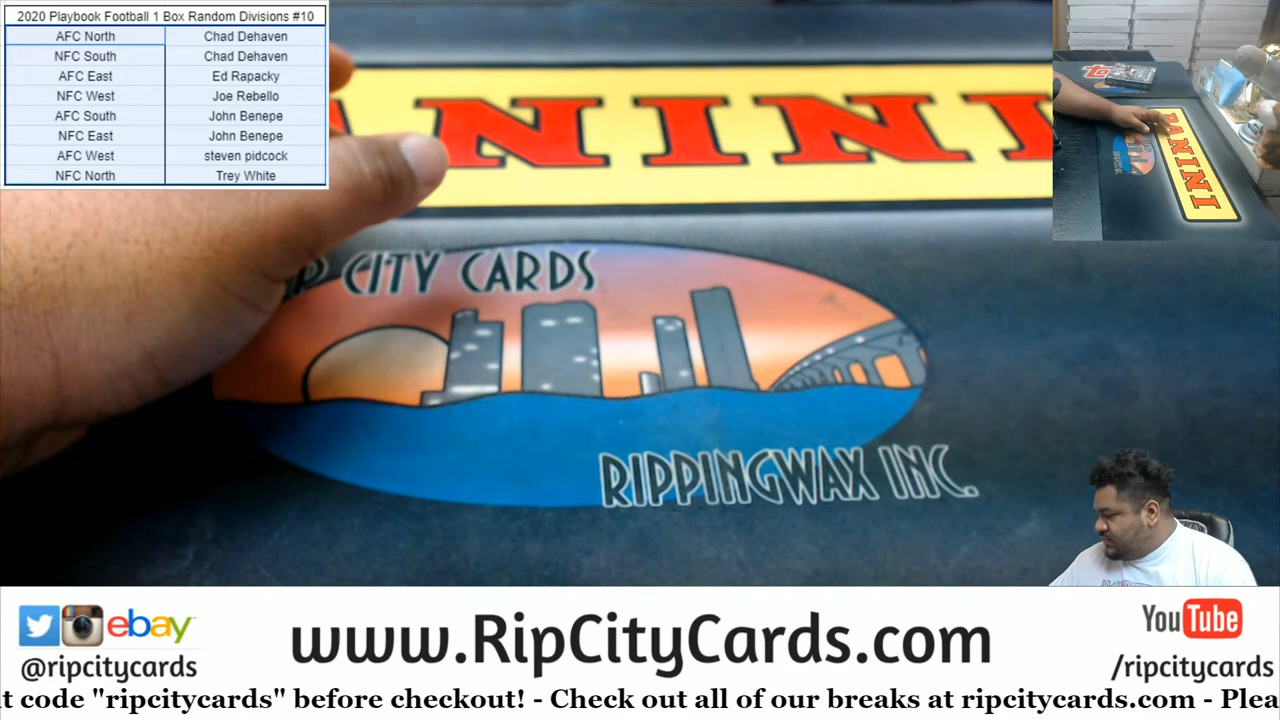 2020 Playbook Football 1 Box Random Divisions #10
AFC North Chad Dehaven
NFC South Chad Dehaven
AFC East Ed Rapacky
NFC West Joe Rebello
AFC South John Benepe
NFC East John Benepe
AFC West steven pidcock
NFC North Trey White
PANINI
CITY CARDS
RIPPINGWAX INC.
PANINI
ebay
@ripcitycards
www.RipCityCards.com
YouTube
/ripcitycards
code "ripcitycards" before checkout! - Check out all of our breaks at ripcitycards.com -